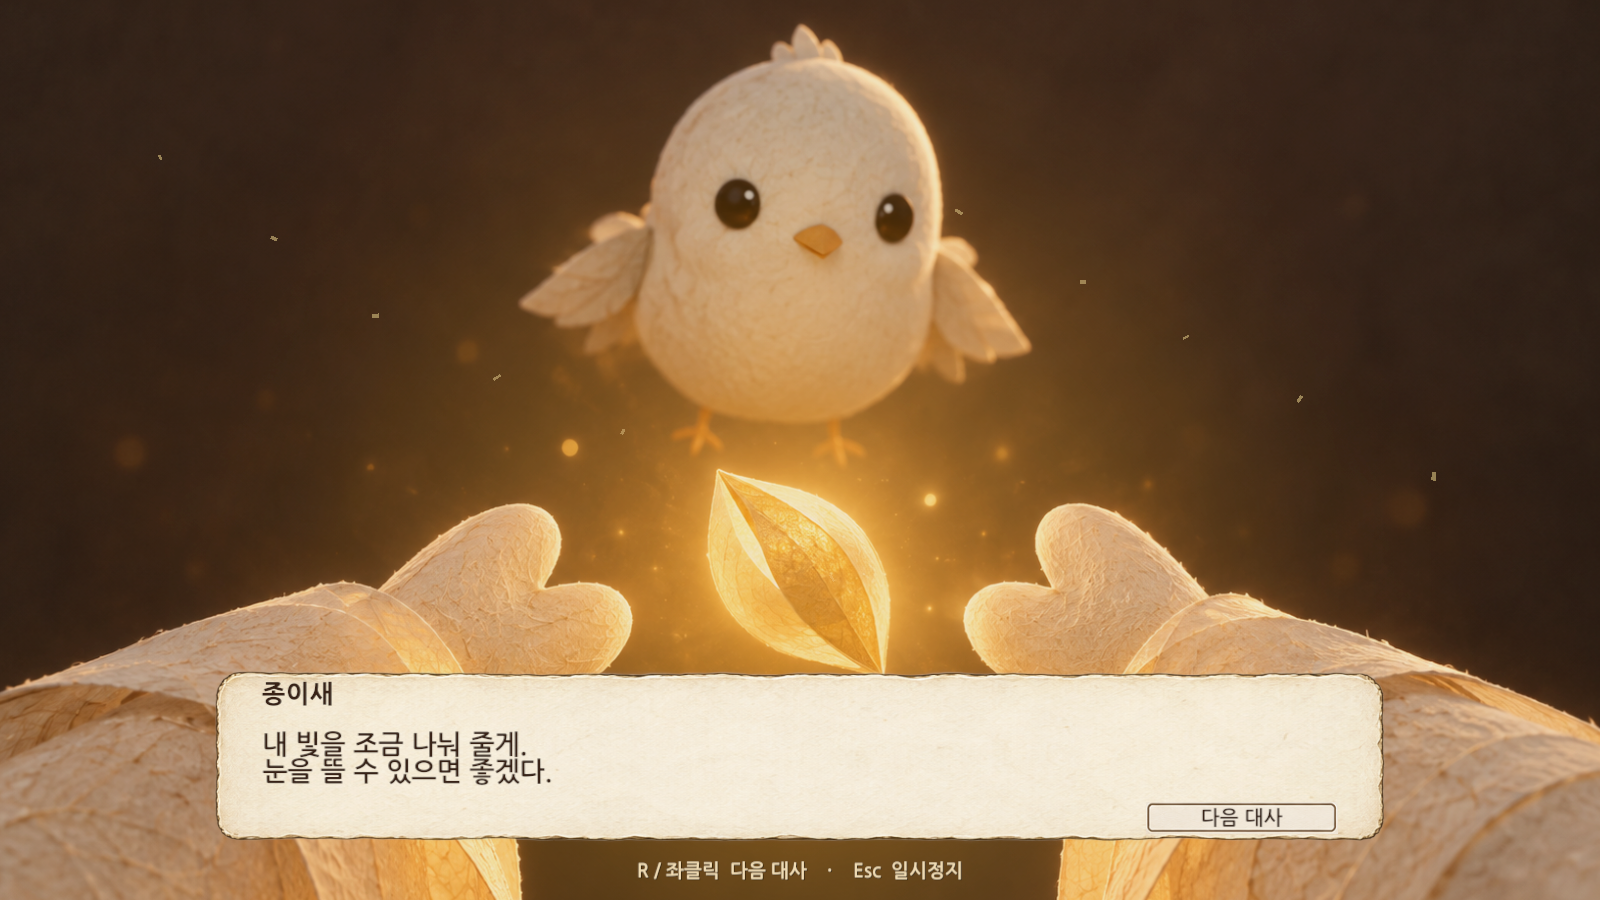 종이새
내 빛을 조금 나눠 줄게.
눈을 뜰 수 있으면 좋겠다.
다음 대사
R / 좌클릭 다음 대사 · Esc 일시정지